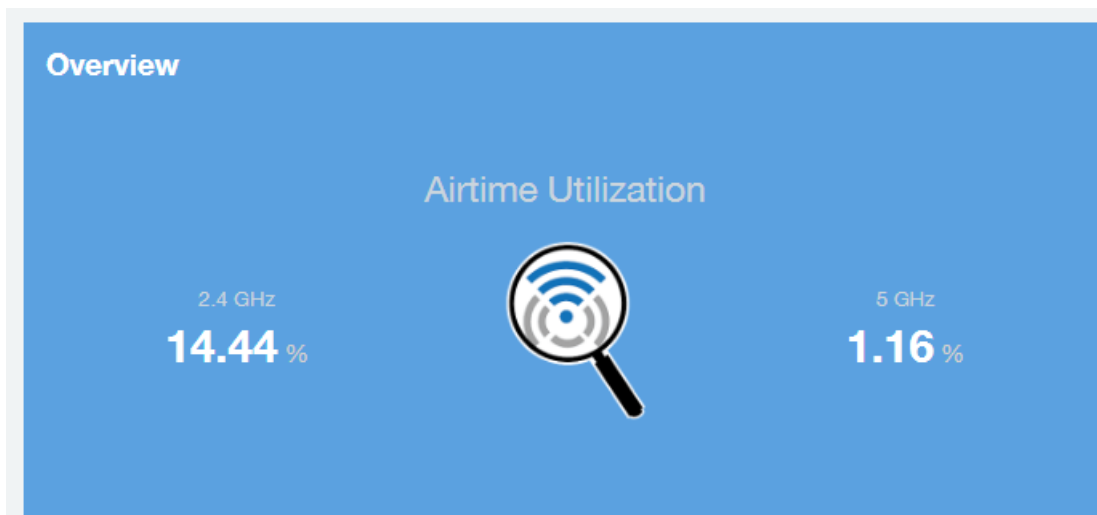 Overview
Airtime Utilization
2.4 GHz
14.44 %
5 GHz
1.16 %